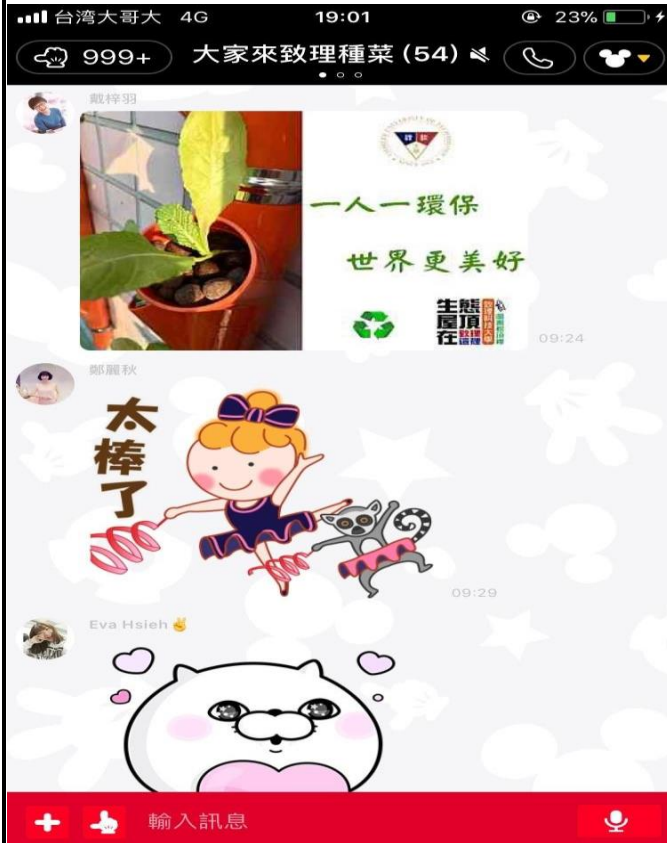 台湾大哥大 4G 19:01 23%
999+ 大家來致理種菜 (54)
戴梓羽
一人一環保
世界更美好
生態
屋頂
在致理
09:24
鄭麗秋
太棒了
09:29
Eva Hsieh✌
輸入訊息